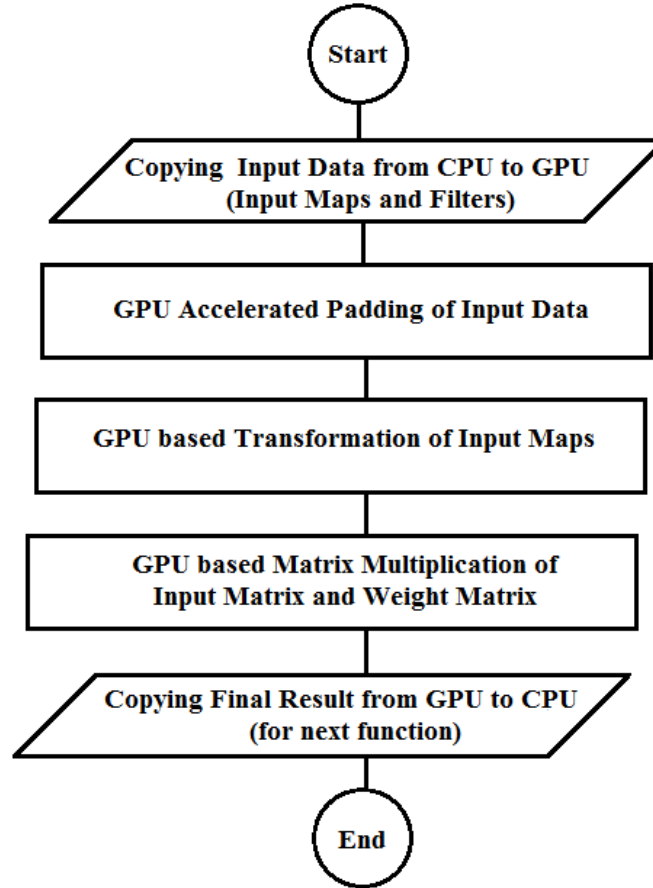 Start
Copying Input Data from CPU to GPU
(Input Maps and Filters)
GPU Accelerated Padding of Input Data
GPU based Transformation of Input Maps
GPU based Matrix Multiplication of
Input Matrix and Weight Matrix
Copying Final Result from GPU to CPU
(for next function)
End